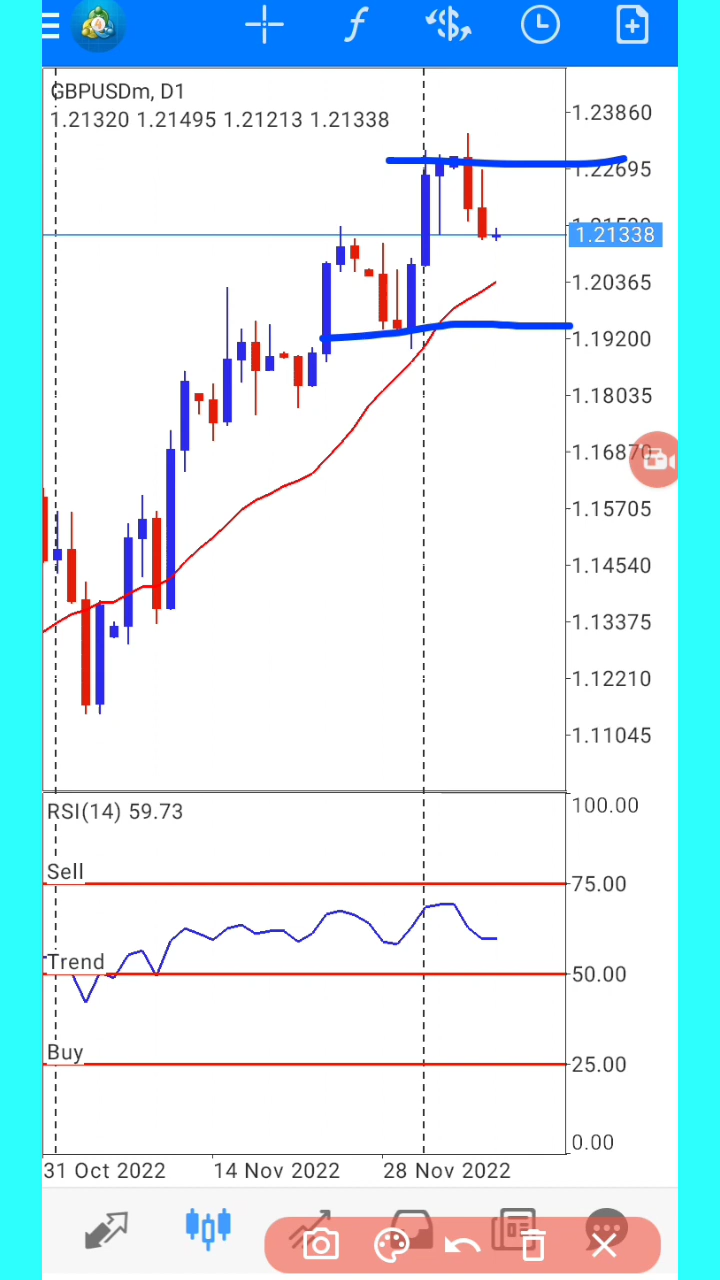 GBPUSDm, D1
1.21320 1.21495 1.21213 1.21338
1.23860
1.22695
1.21338
1.20365
1.19200
1.18035
1.16870
1.15705
1.14540
1.13375
1.12210
1.11045
RSI(14) 59.73
100.00
Sell
75.00
Trend
50.00
Buy
25.00
0.00
31 Oct 2022
14 Nov 2022
28 Nov 2022